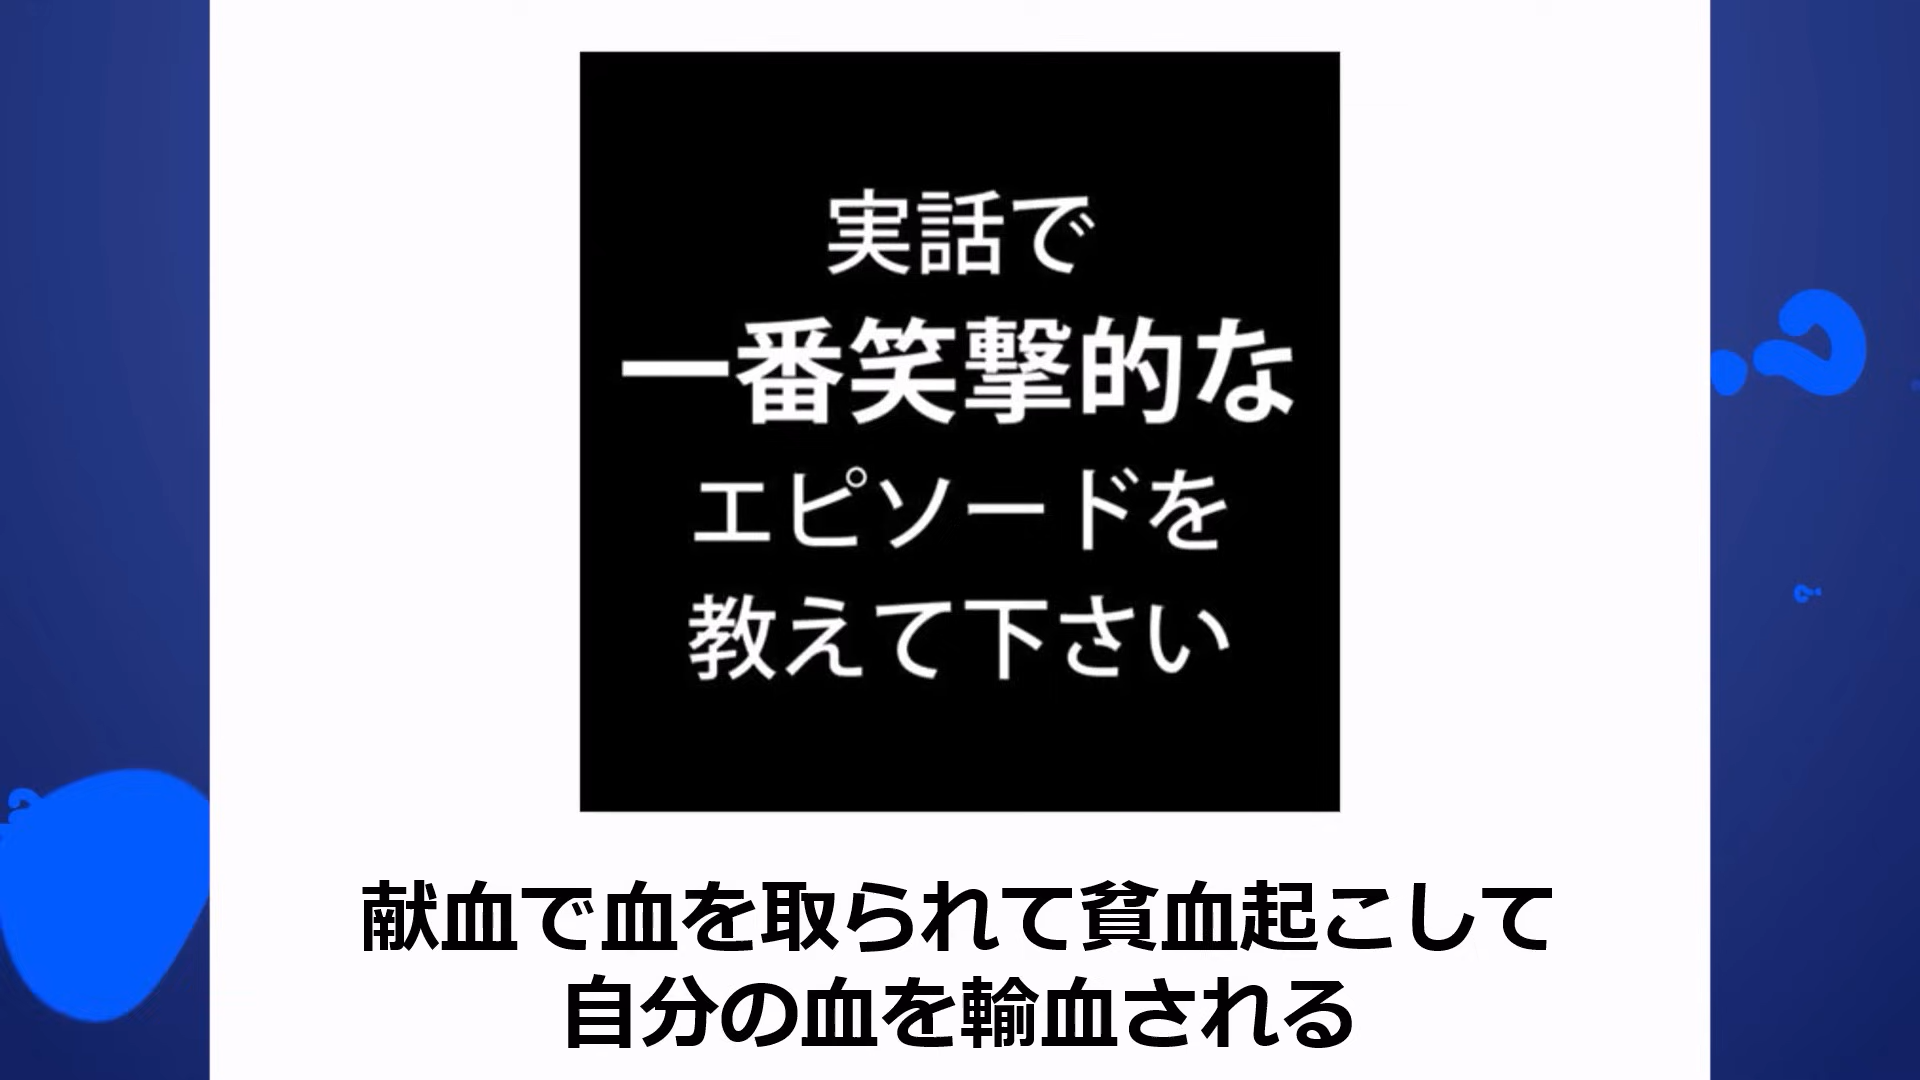 実話で
一番笑撃的な
エピソードを
教えて下さい
献血で血を取られて貧血起こして
自分の血を輸血される